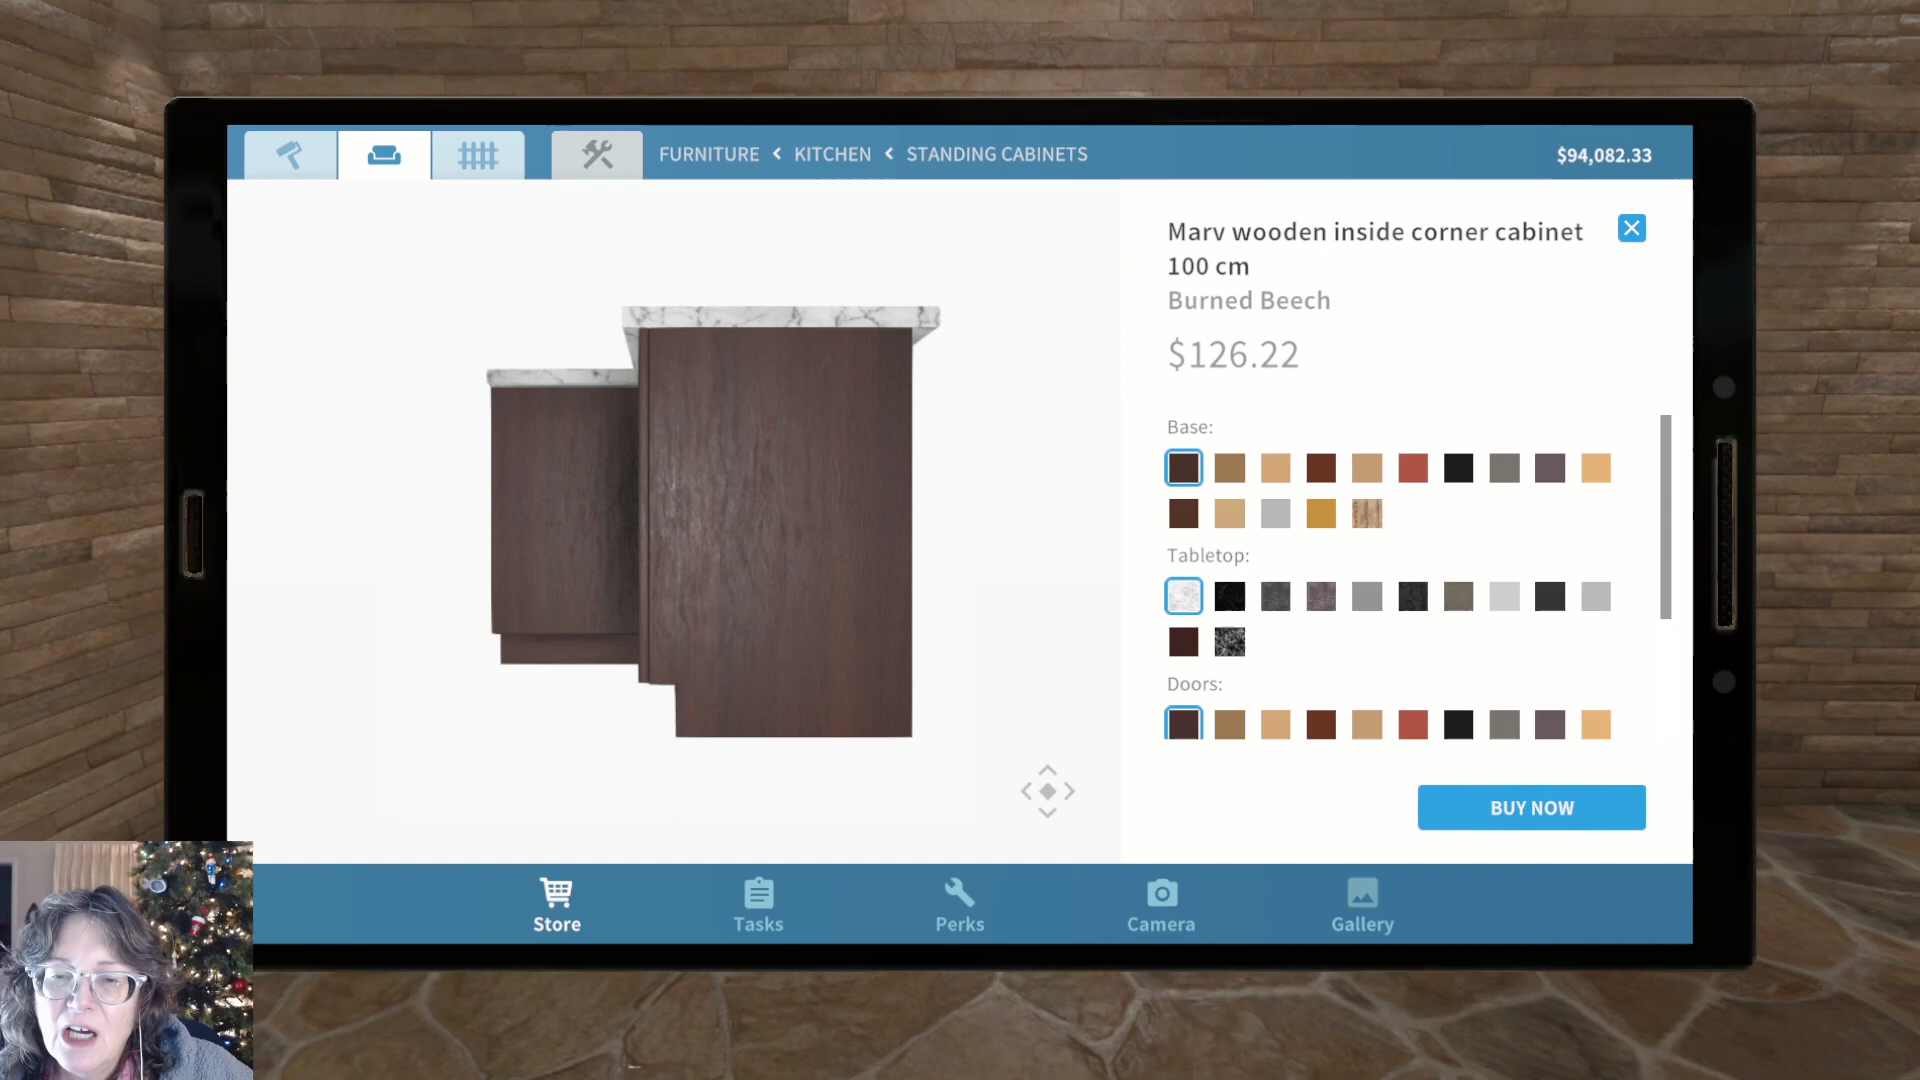 FURNITURE < KITCHEN < STANDING CABINETS
$94,082.33
Marv wooden inside corner cabinet
100 cm
Burned Beech
$126.22
Base:
Tabletop:
Doors:
BUY NOW
Store
Tasks
Perks
Camera
Gallery